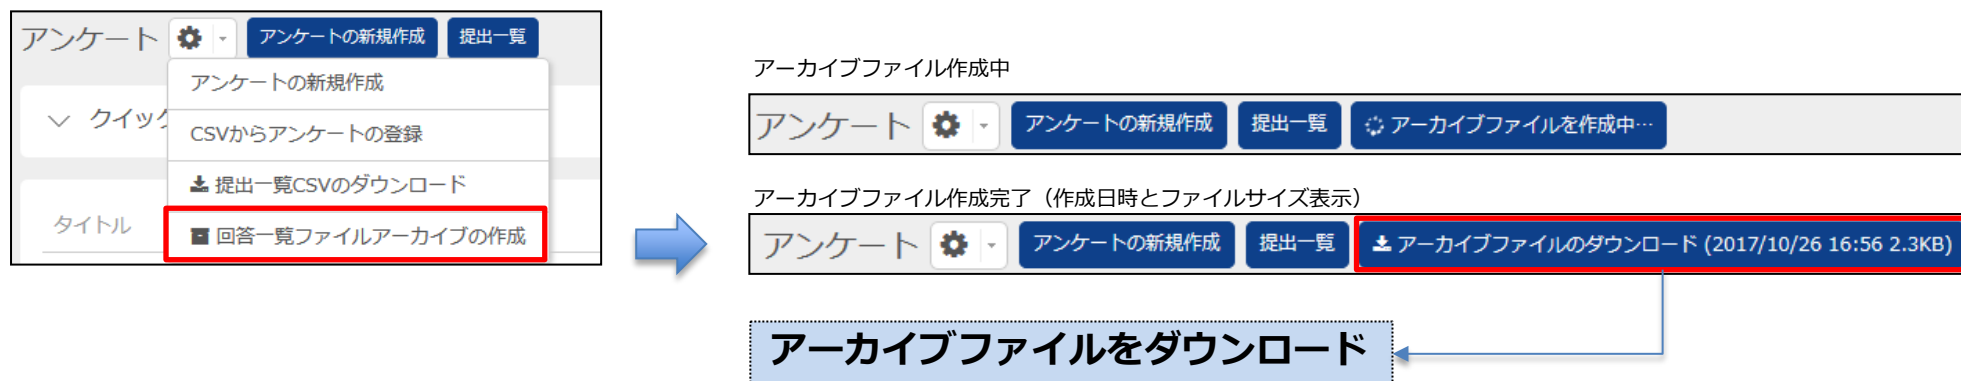 アンケート アンケートの新規作成 提出一覧
アンケートの新規作成
クイック
CSVからアンケートの登録
提出一覧CSVのダウンロード
タイトル
回答一覧ファイルアーカイブの作成
アーカイブファイル作成中
アンケート アンケートの新規作成 提出一覧 アーカイブファイルを作成中…
アーカイブファイル作成完了（作成日時とファイルサイズ表示）
アンケート アンケートの新規作成 提出一覧 アーカイブファイルのダウンロード (2017/10/26 16:56 2.3KB)
アーカイブファイルをダウンロード